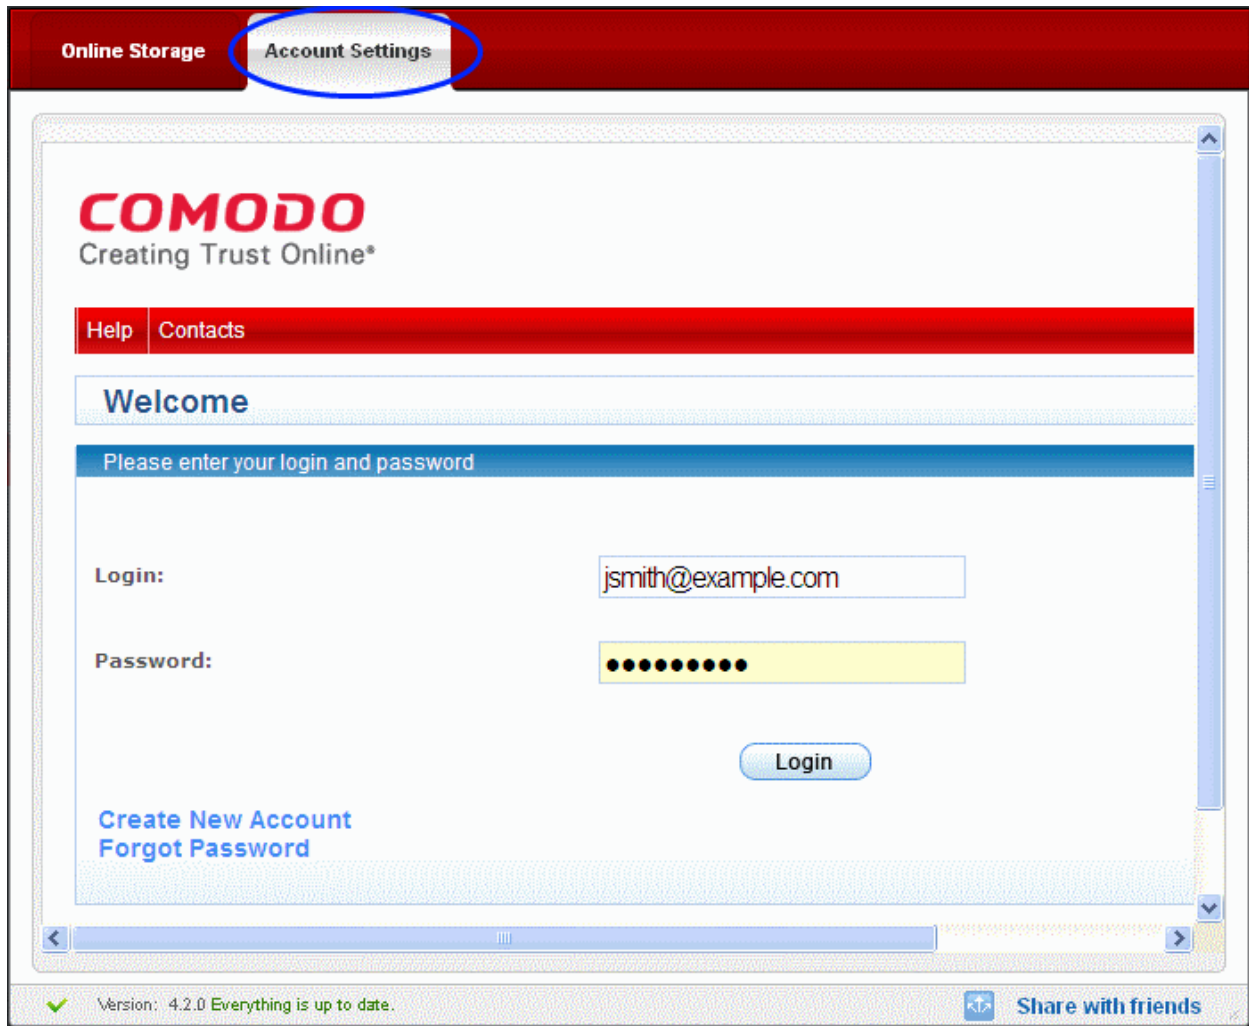 Online Storage Account Settings
COMODO
Creating Trust Online®
Help Contacts
Welcome
Please enter your login and password
Login: jsmith@example.com
Password: ●●●●●●●●●
Login
Create New Account
Forgot Password
Version: 4.2.0 Everything is up to date. Share with friends